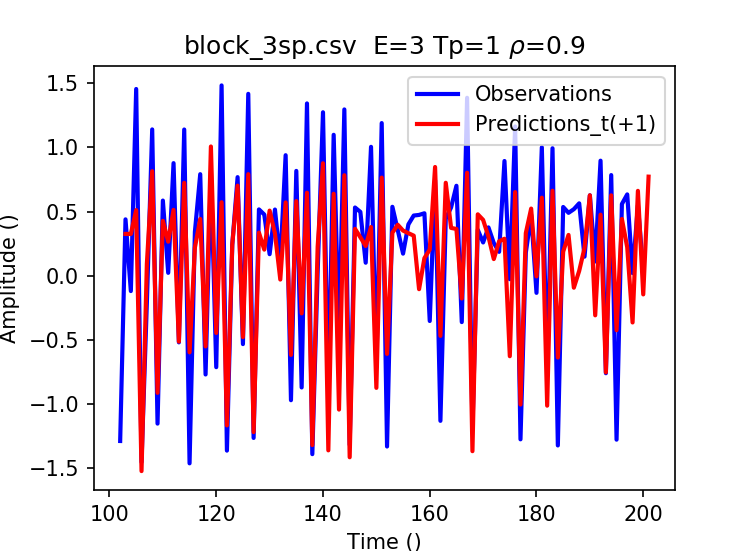 block_3sp.csv  E=3 Tp=1 ρ=0.9
Observations
Predictions_t(+1)
Amplitude ()
1.5
1.0
0.5
0.0
−0.5
−1.0
−1.5
100 120 140 160 180 200
Time ()